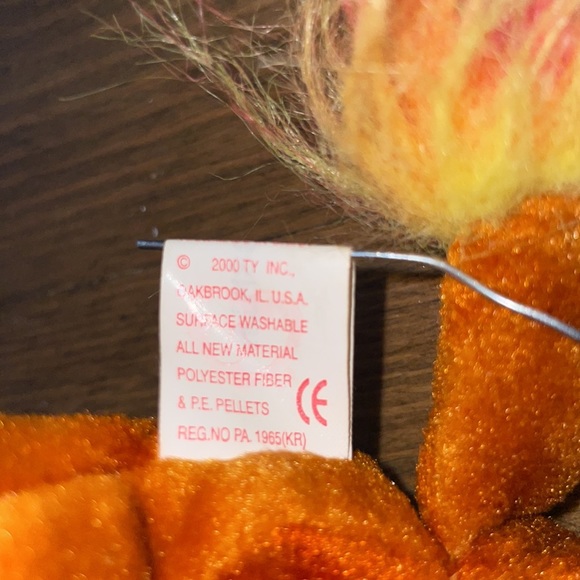 © 2000 TY INC.,
OAKBROOK, IL. U.S.A.
SURFACE WASHABLE
ALL NEW MATERIAL
POLYESTER FIBER
& P.E. PELLETS CE
REG.NO PA. 1965(KR)